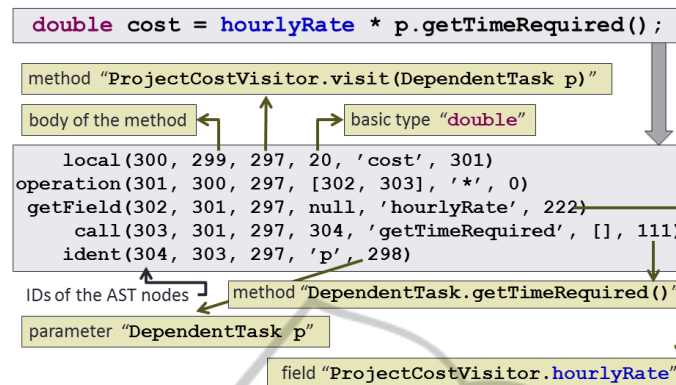 double cost = hourlyRate * p.getTimeRequired();
method “ProjectCostVisitor.visit(DependentTask p)”
body of the method
basic type “double”
local(300, 299, 297, 20, ’cost’, 301)
operation(301, 300, 297, [302, 303], ’*’, 0)
getField(302, 301, 297, null, ’hourlyRate’, 222)
call(303, 301, 297, 304, ’getTimeRequired’, [], 111)
ident(304, 303, 297, ’p’, 298)
IDs of the AST nodes
method “DependentTask.getTimeRequired()”
parameter “DependentTask p”
field “ProjectCostVisitor.hourlyRate”